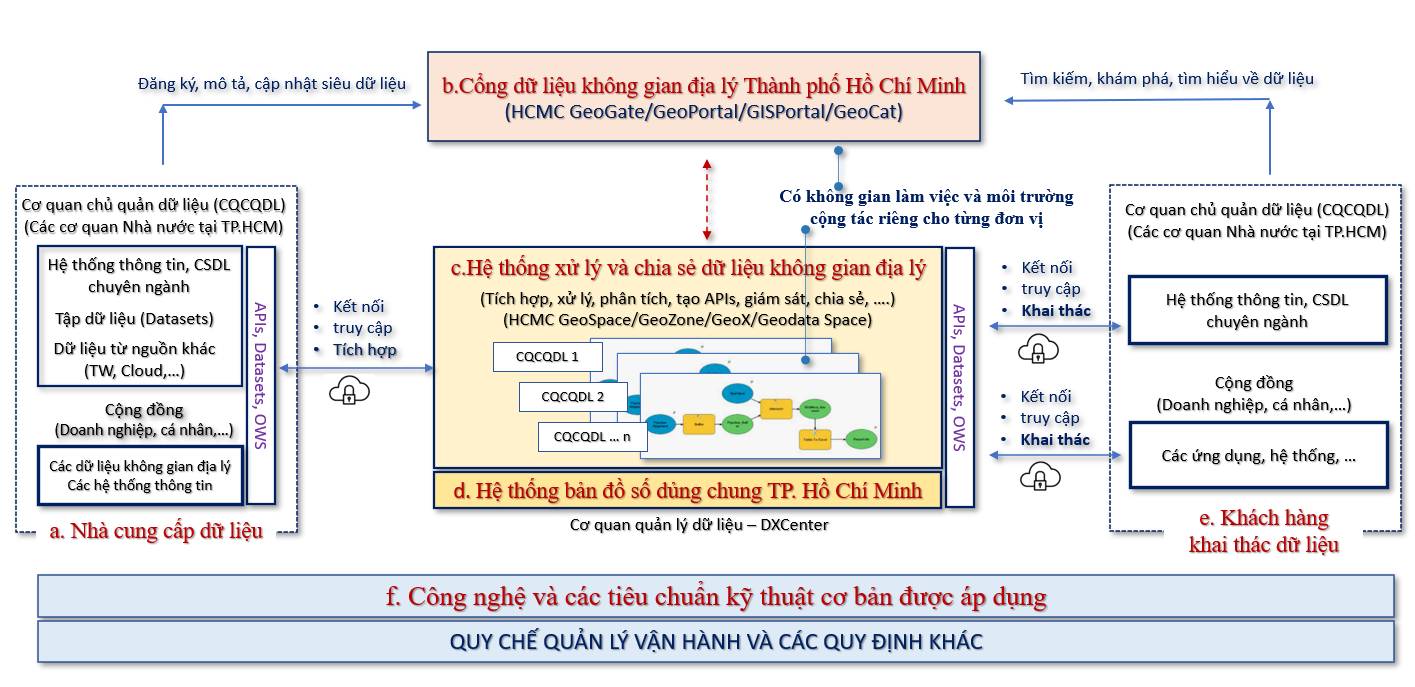 b.Cổng dữ liệu không gian địa lý Thành phố Hồ Chí Minh
(HCMC GeoGate/GeoPortal/GISPortal/GeoCat)
Đăng ký, mô tả, cập nhật siêu dữ liệu
Tìm kiếm, khám phá, tìm hiểu về dữ liệu
Có không gian làm việc và môi trường
cộng tác riêng cho từng đơn vị
Cơ quan chủ quản dữ liệu (CQCQDL)
(Các cơ quan Nhà nước tại TP.HCM)
Hệ thống thông tin, CSDL
chuyên ngành
Tập dữ liệu (Datasets)
Dữ liệu từ nguồn khác
(TW, Cloud,...)
Cộng đồng
(Doanh nghiệp, cá nhân,...)
Các dữ liệu không gian địa lý
Các hệ thống thông tin
APIs, Datasets, OWS
a. Nhà cung cấp dữ liệu
• Kết nối
• truy cập
• Tích hợp
c.Hệ thống xử lý và chia sẻ dữ liệu không gian địa lý
(Tích hợp, xử lý, phân tích, tạo APIs, giám sát, chia sẻ, ....)
(HCMC GeoSpace/GeoZone/GeoX/Geodata Space)
CQCQDL 1
CQCQDL 2
CQCQDL ... n
d. Hệ thống bản đồ số dùng chung TP. Hồ Chí Minh
Cơ quan quản lý dữ liệu – DXCenter
APIs, Datasets, OWS
• Kết nối
• truy cập
• Khai thác
• Kết nối
• truy cập
• Khai thác
Cơ quan chủ quản dữ liệu (CQCQDL)
(Các cơ quan Nhà nước tại TP.HCM)
Hệ thống thông tin, CSDL
chuyên ngành
Cộng đồng
(Doanh nghiệp, cá nhân,...)
Các ứng dụng, hệ thống, ...
e. Khách hàng
khai thác dữ liệu
f. Công nghệ và các tiêu chuẩn kỹ thuật cơ bản được áp dụng
QUY CHẾ QUẢN LÝ VẬN HÀNH VÀ CÁC QUY ĐỊNH KHÁC